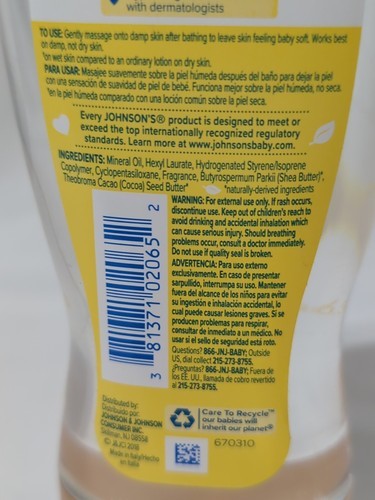 with dermatologists
TO USE: Gently massage onto damp skin after bathing to leave skin feeling baby soft. Works best
on damp, not dry skin.
*on wet skin compared to an ordinary lotion on dry skin.
PARA USAR: Masajee suavemente sobre la piel húmeda después del baño para dejar la piel
con una sensación de suavidad de piel de bebé. Funciona mejor sobre la piel húmeda, no seca.
*en la piel húmeda comparado con una loción común sobre la piel seca.
Every JOHNSON'S® product is designed to meet or
exceed the top internationally recognized regulatory
standards. Learn more at www.johnsonsbaby.com.
INGREDIENTS: Mineral Oil, Hexyl Laurate, Hydrogenated Styrene/Isoprene
Copolymer, Cyclopentasiloxane, Fragrance, Butyrospermum Parkii (Shea Butter)*,
Theobroma Cacao (Cocoa) Seed Butter*
*naturally-derived ingredients
WARNING: For external use only. If rash occurs,
discontinue use. Keep out of children's reach to
avoid drinking and accidental inhalation which
can cause serious injury. Should breathing
problems occur, consult a doctor immediately.
Do not use if quality seal is broken.
ADVERTENCIA: Para uso externo
exclusivamente. En caso de presentar
sarpullido, interrumpa su uso. Mantener
fuera del alcance de los niños para evitar
su ingestión e inhalación accidental, lo
cual puede causar lesiones graves. Si se
producen problemas para respirar,
consultar de inmediato a un médico. No
usar si el sello de seguridad está roto.
Questions? 866-JNJ-BABY; Outside
US, dial collect 215-273-8755.
¿Preguntas? 866-JNJ-BABY; Fuera de
los EE. UU., llamada de cobro revertido
al 215-273-8755.
3 81371 02065 2
Distributed by:
Distribuido por:
JOHNSON & JOHNSON
CONSUMER INC.
Skillman, NJ 08558
© J&JCI 2018
Made in Italy/Hecho
en Italia
Care To Recycle™
our babies will
inherit our planet®
670310